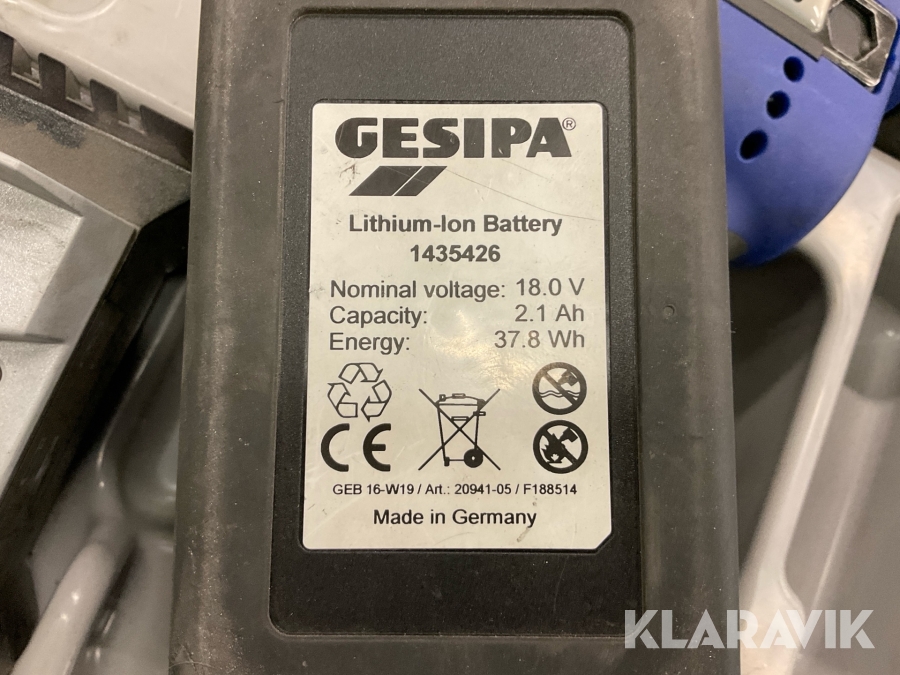 GESIPA®
Lithium-Ion Battery
1435426
Nominal voltage: 18.0 V
Capacity: 2.1 Ah
Energy: 37.8 Wh
CE
GEB 16-W19 / Art.: 20941-05 / F188514
Made in Germany
KLARAVIK